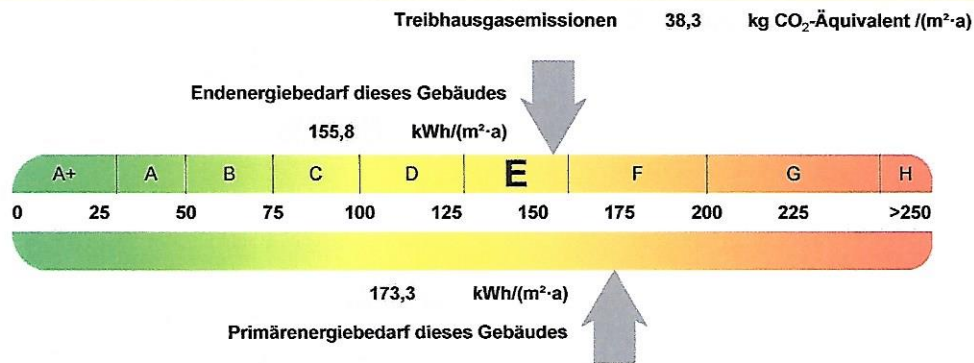 Treibhausgasemissionen 38,3 kg CO₂-Äquivalent /(m²·a)
Endenergiebedarf dieses Gebäudes
155,8 kWh/(m²·a)
A+ A B C D E F G H
0 25 50 75 100 125 150 175 200 225 >250
173,3 kWh/(m²·a)
Primärenergiebedarf dieses Gebäudes